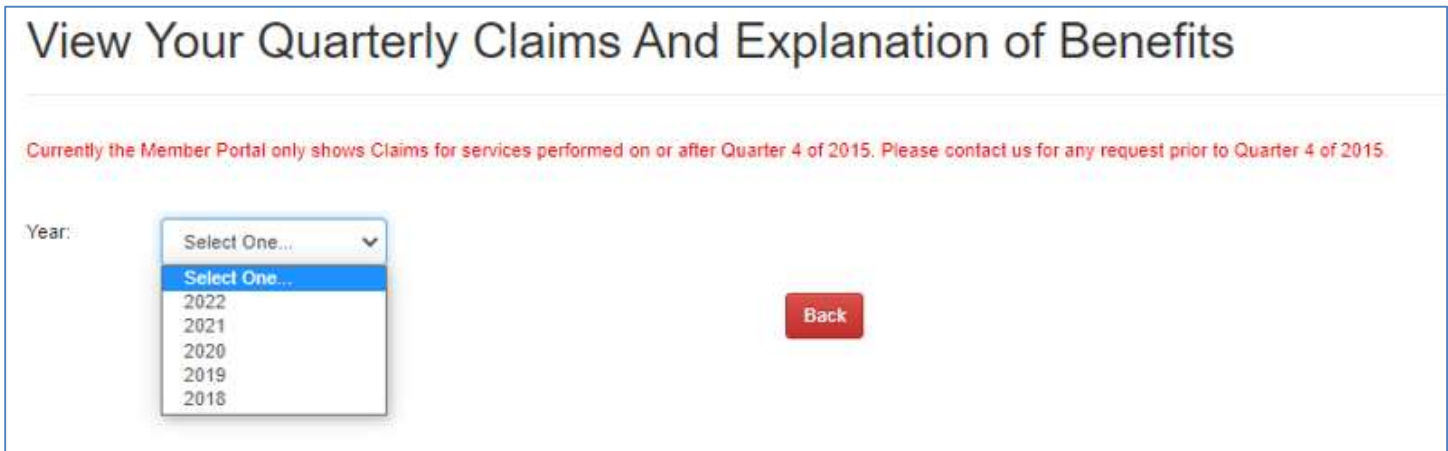 View Your Quarterly Claims And Explanation of Benefits
Currently the Member Portal only shows Claims for services performed on or after Quarter 4 of 2015. Please contact us for any request prior to Quarter 4 of 2015.
Year:
Select One...
Select One...
2022
2021
2020
2019
2018
Back